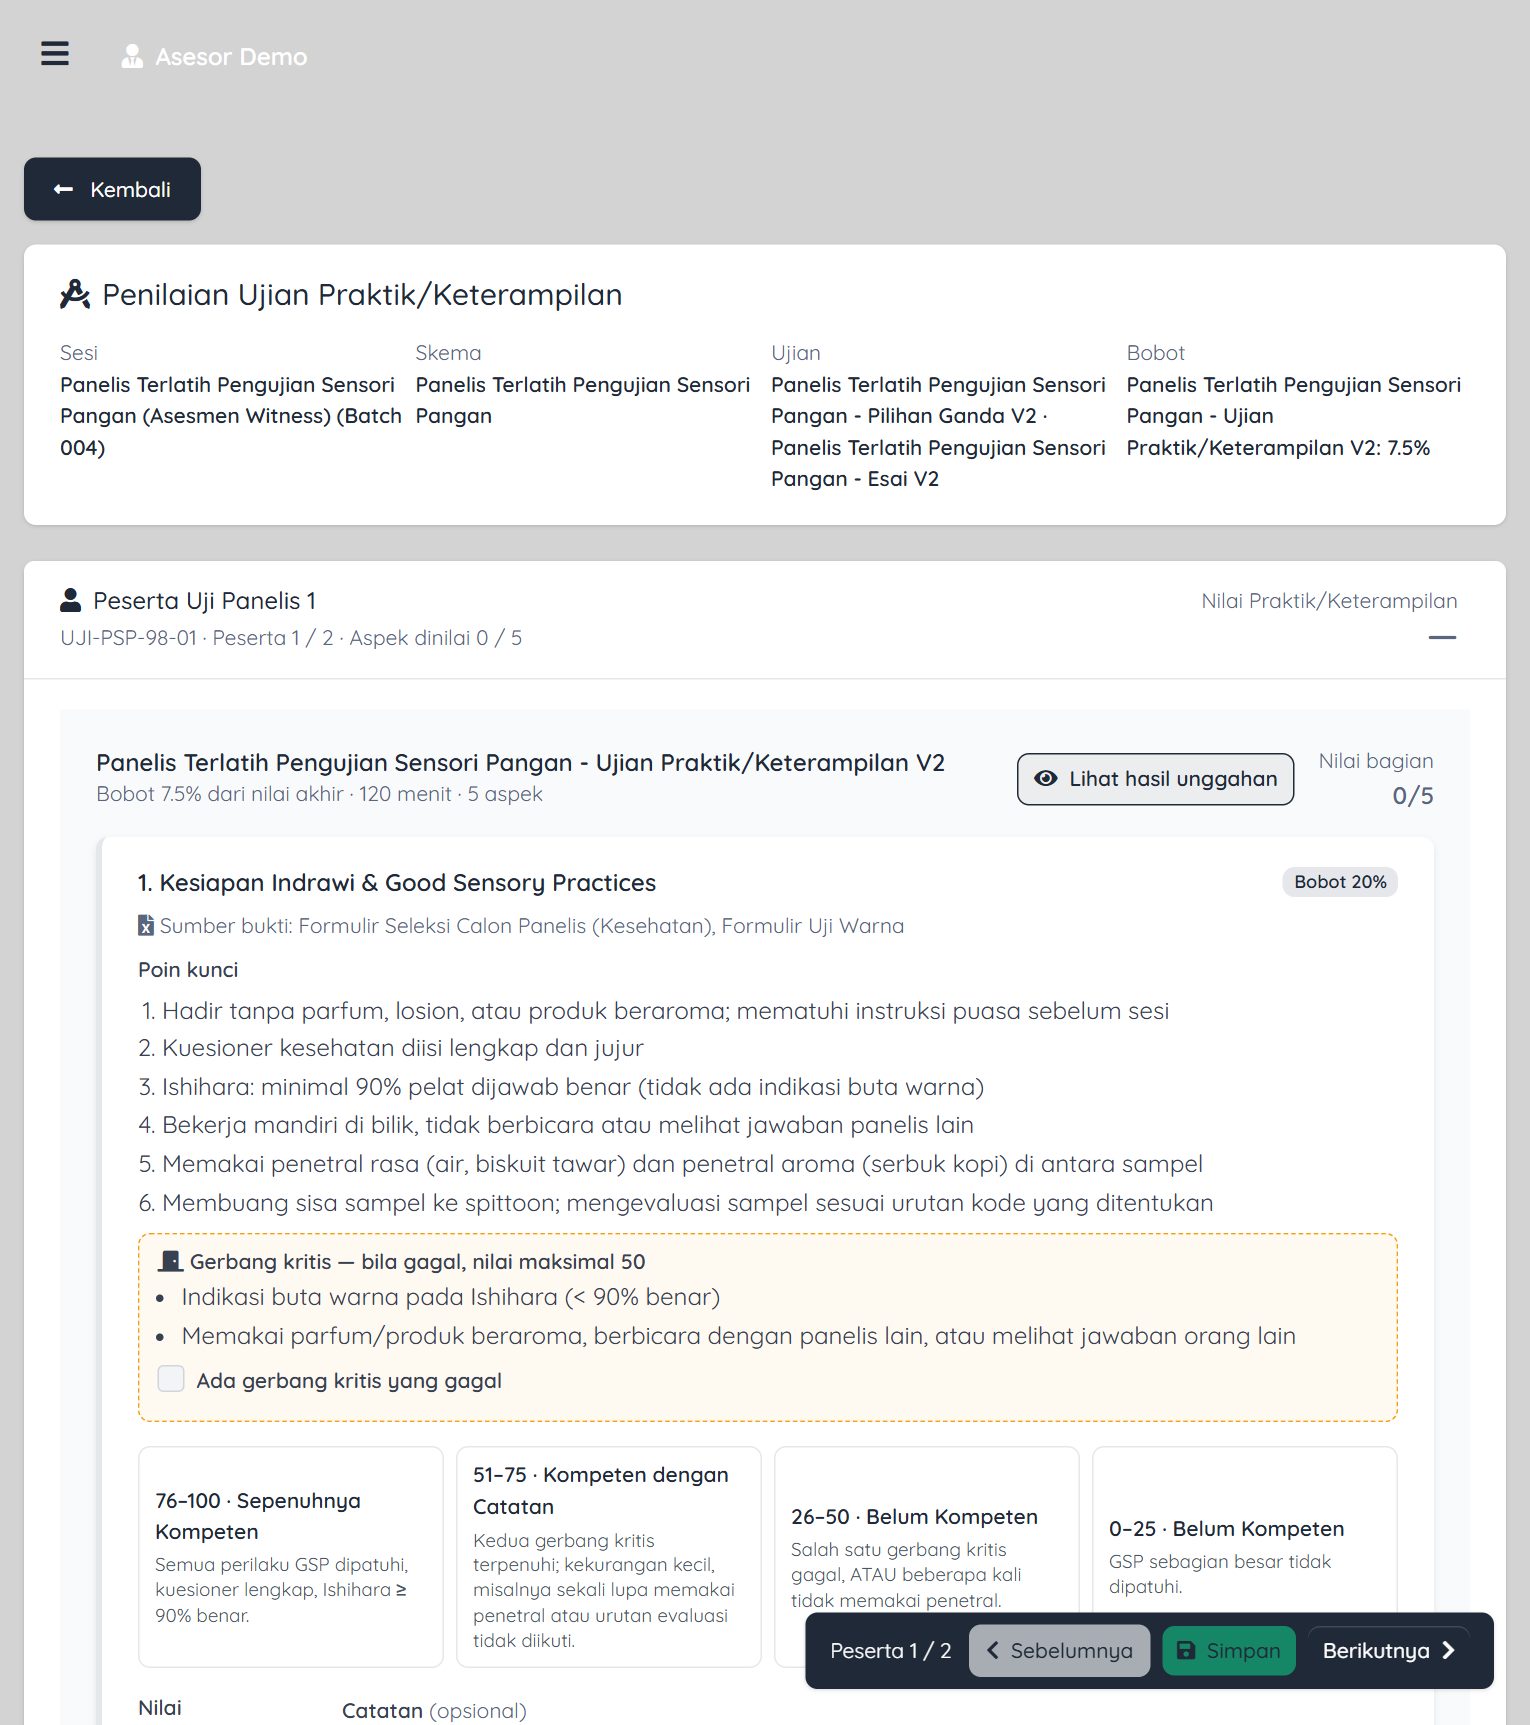 Asesor Demo
Kembali
Penilaian Ujian Praktik/Keterampilan
Sesi
Panelis Terlatih Pengujian Sensori
Pangan (Asesmen Witness) (Batch
004)
Skema
Panelis Terlatih Pengujian Sensori
Pangan
Ujian
Panelis Terlatih Pengujian Sensori
Pangan - Pilihan Ganda V2 ·
Panelis Terlatih Pengujian Sensori
Pangan - Esai V2
Bobot
Panelis Terlatih Pengujian Sensori
Pangan - Ujian
Praktik/Keterampilan V2: 7.5%
Peserta Uji Panelis 1
UJI-PSP-98-01 · Peserta 1 / 2 · Aspek dinilai 0 / 5
Nilai Praktik/Keterampilan
—
Panelis Terlatih Pengujian Sensori Pangan - Ujian Praktik/Keterampilan V2
Bobot 7.5% dari nilai akhir · 120 menit · 5 aspek
Lihat hasil unggahan
Nilai bagian
0/5
1. Kesiapan Indrawi & Good Sensory Practices
Bobot 20%
Sumber bukti: Formulir Seleksi Calon Panelis (Kesehatan), Formulir Uji Warna
Poin kunci
1. Hadir tanpa parfum, losion, atau produk beraroma; mematuhi instruksi puasa sebelum sesi
2. Kuesioner kesehatan diisi lengkap dan jujur
3. Ishihara: minimal 90% pelat dijawab benar (tidak ada indikasi buta warna)
4. Bekerja mandiri di bilik, tidak berbicara atau melihat jawaban panelis lain
5. Memakai penetral rasa (air, biskuit tawar) dan penetral aroma (serbuk kopi) di antara sampel
6. Membuang sisa sampel ke spittoon; mengevaluasi sampel sesuai urutan kode yang ditentukan
Gerbang kritis — bila gagal, nilai maksimal 50
• Indikasi buta warna pada Ishihara (< 90% benar)
• Memakai parfum/produk beraroma, berbicara dengan panelis lain, atau melihat jawaban orang lain
Ada gerbang kritis yang gagal
76–100 · Sepenuhnya
Kompeten
Semua perilaku GSP dipatuhi,
kuesioner lengkap, Ishihara ≥
90% benar.
51–75 · Kompeten dengan
Catatan
Kedua gerbang kritis
terpenuhi; kekurangan kecil,
misalnya sekali lupa memakai
penetral atau urutan evaluasi
tidak diikuti.
26–50 · Belum Kompeten
Salah satu gerbang kritis
gagal, ATAU beberapa kali
tidak memakai penetral.
0–25 · Belum Kompeten
GSP sebagian besar tidak
dipatuhi.
Peserta 1 / 2
Sebelumnya
Simpan
Berikutnya
Nilai
Catatan (opsional)